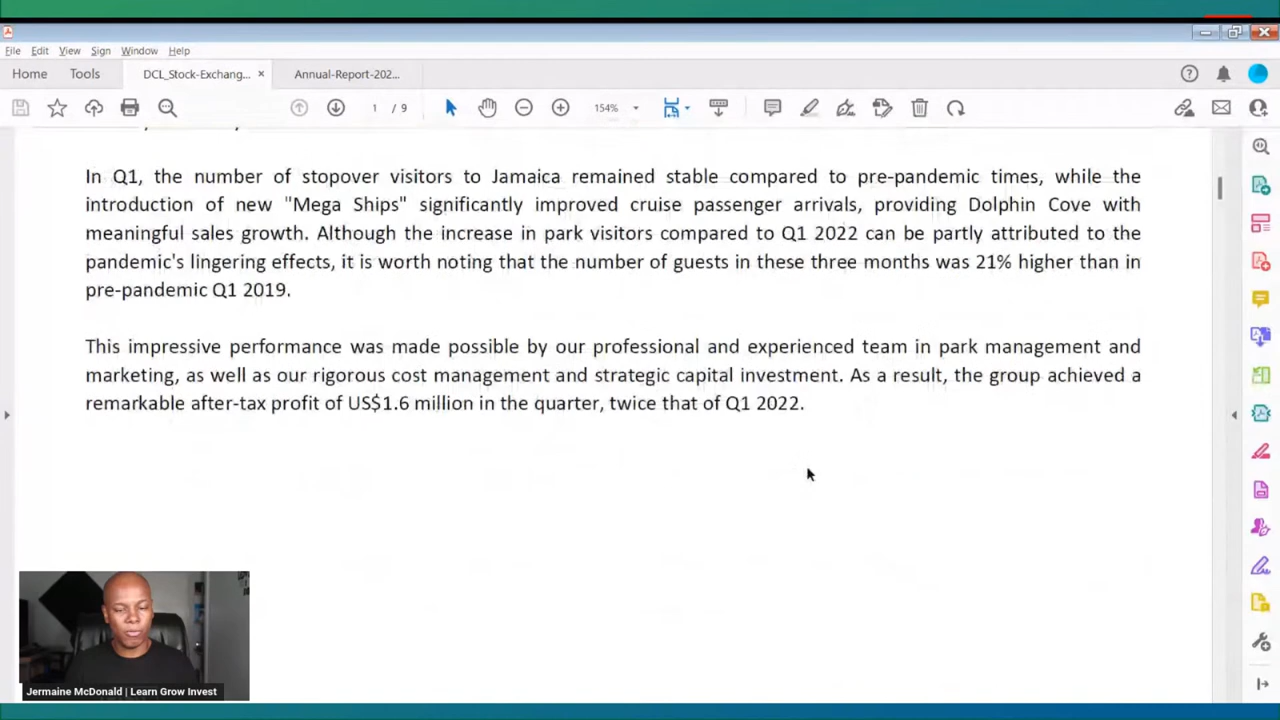 File Edit View Sign Window Help
Home Tools DCL_Stock-Exchang... × Annual-Report-202...
1 / 9 154%
In Q1, the number of stopover visitors to Jamaica remained stable compared to pre-pandemic times, while the
introduction of new "Mega Ships" significantly improved cruise passenger arrivals, providing Dolphin Cove with
meaningful sales growth. Although the increase in park visitors compared to Q1 2022 can be partly attributed to the
pandemic's lingering effects, it is worth noting that the number of guests in these three months was 21% higher than in
pre-pandemic Q1 2019.
This impressive performance was made possible by our professional and experienced team in park management and
marketing, as well as our rigorous cost management and strategic capital investment. As a result, the group achieved a
remarkable after-tax profit of US$1.6 million in the quarter, twice that of Q1 2022.
Jermaine McDonald | Learn Grow Invest